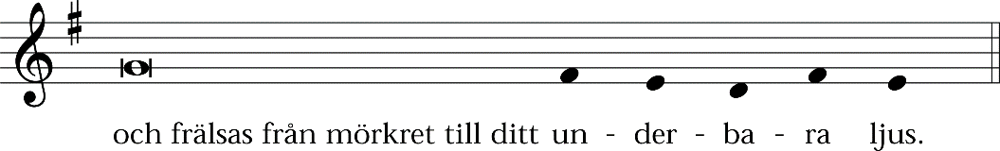 och frälsas från mörkret till ditt un - der - ba - ra ljus.